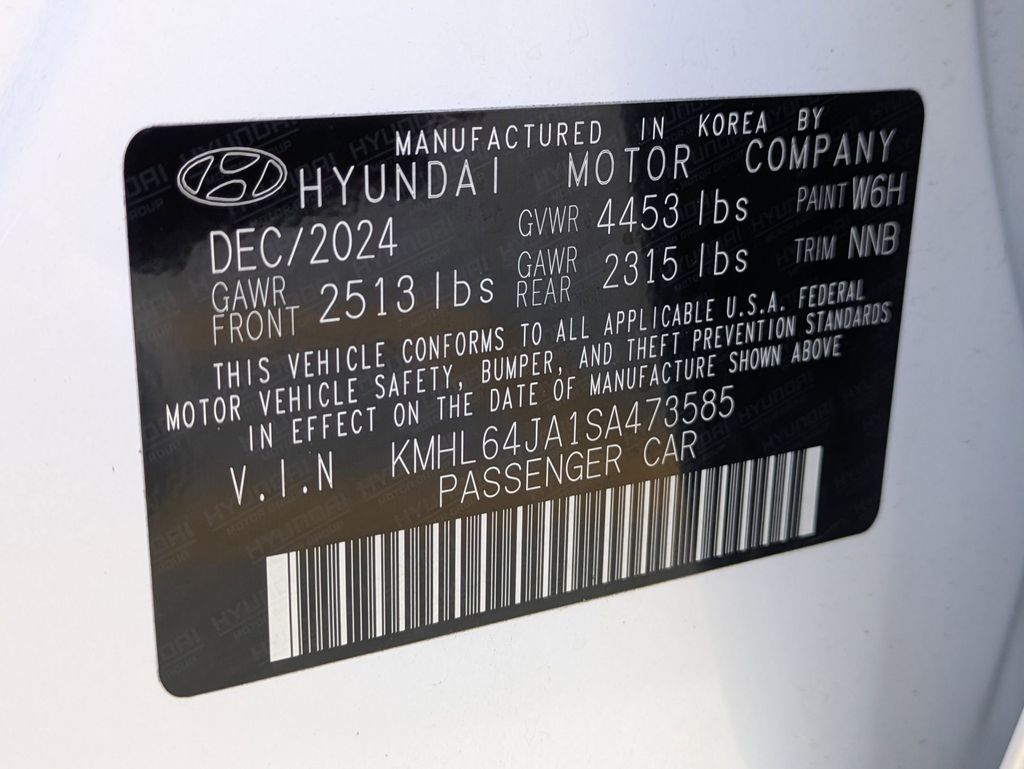 MANUFACTURED IN KOREA BY
HYUNDAI MOTOR COMPANY
DEC/2024 GVWR 4453 lbs PAINT W6H
GAWR FRONT 2513 lbs GAWR REAR 2315 lbs TRIM NNB
THIS VEHICLE CONFORMS TO ALL APPLICABLE U.S.A. FEDERAL
MOTOR VEHICLE SAFETY, BUMPER, AND THEFT PREVENTION STANDARDS
IN EFFECT ON THE DATE OF MANUFACTURE SHOWN ABOVE
V.I.N KMHL64JA1SA473585
PASSENGER CAR